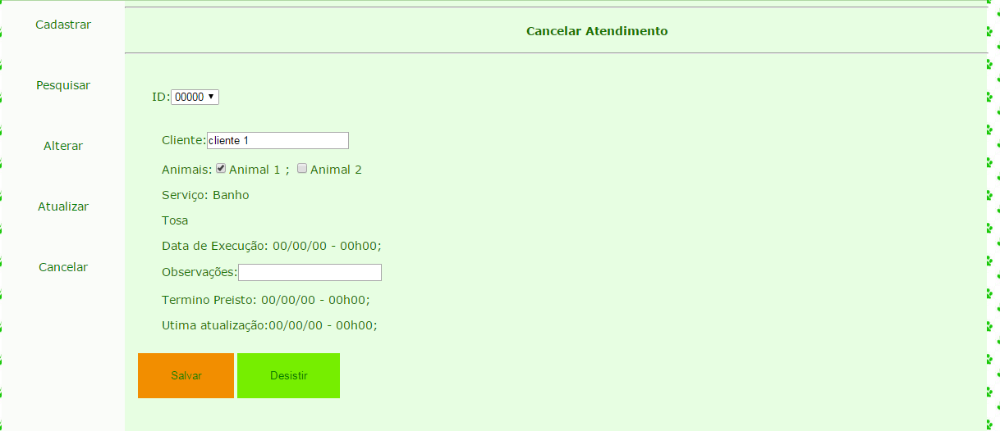 Cadastrar
Pesquisar
Alterar
Atualizar
Cancelar
Cancelar Atendimento
ID: 00000
Cliente: cliente 1
Animais: Animal 1 ; Animal 2
Serviço: Banho
Tosa
Data de Execução: 00/00/00 - 00h00;
Observações:
Termino Preisto: 00/00/00 - 00h00;
Utima atualização:00/00/00 - 00h00;
Salvar Desistir